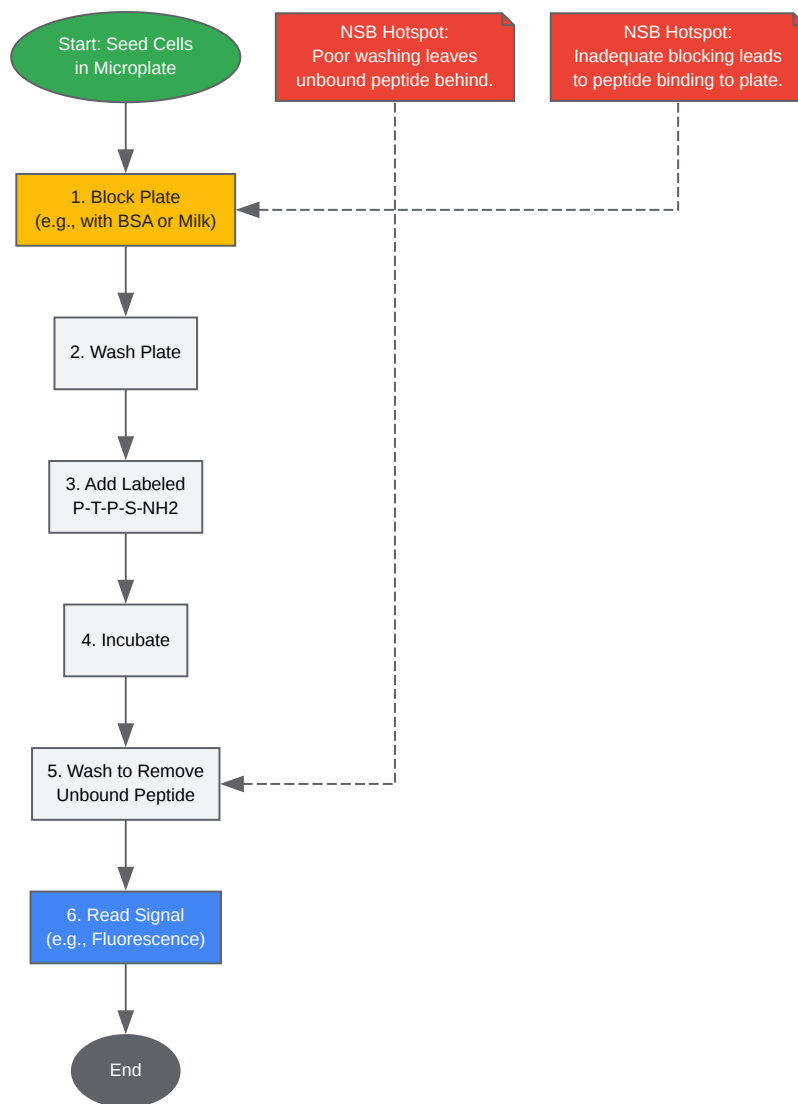 Start: Seed Cells
in Microplate
NSB Hotspot:
Poor washing leaves
unbound peptide behind.
NSB Hotspot:
Inadequate blocking leads
to peptide binding to plate.
1. Block Plate
(e.g., with BSA or Milk)
2. Wash Plate
3. Add Labeled
P-T-P-S-NH2
4. Incubate
5. Wash to Remove
Unbound Peptide
6. Read Signal
(e.g., Fluorescence)
End